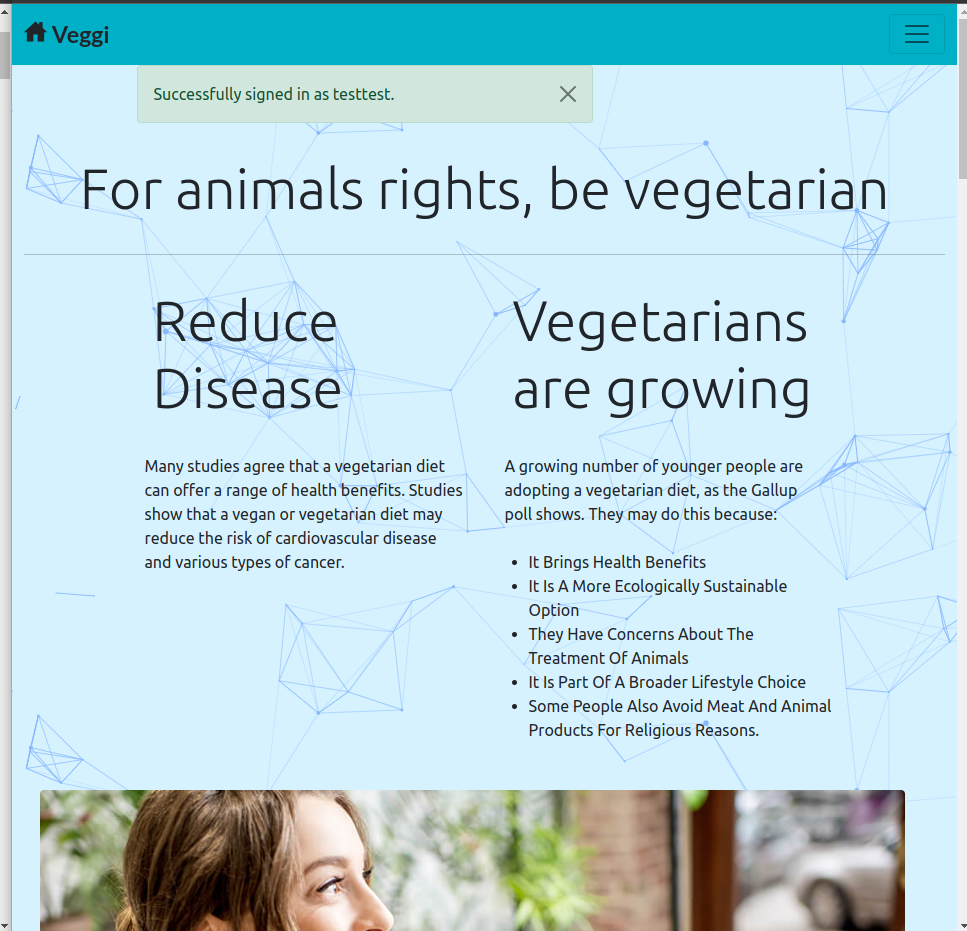 Veggi
Successfully signed in as testtest.
For animals rights, be vegetarian
Reduce
Disease
Many studies agree that a vegetarian diet
can offer a range of health benefits. Studies
show that a vegan or vegetarian diet may
reduce the risk of cardiovascular disease
and various types of cancer.
Vegetarians
are growing
A growing number of younger people are
adopting a vegetarian diet, as the Gallup
poll shows. They may do this because:
• It Brings Health Benefits
• It Is A More Ecologically Sustainable
Option
• They Have Concerns About The
Treatment Of Animals
• It Is Part Of A Broader Lifestyle Choice
• Some People Also Avoid Meat And Animal
Products For Religious Reasons.